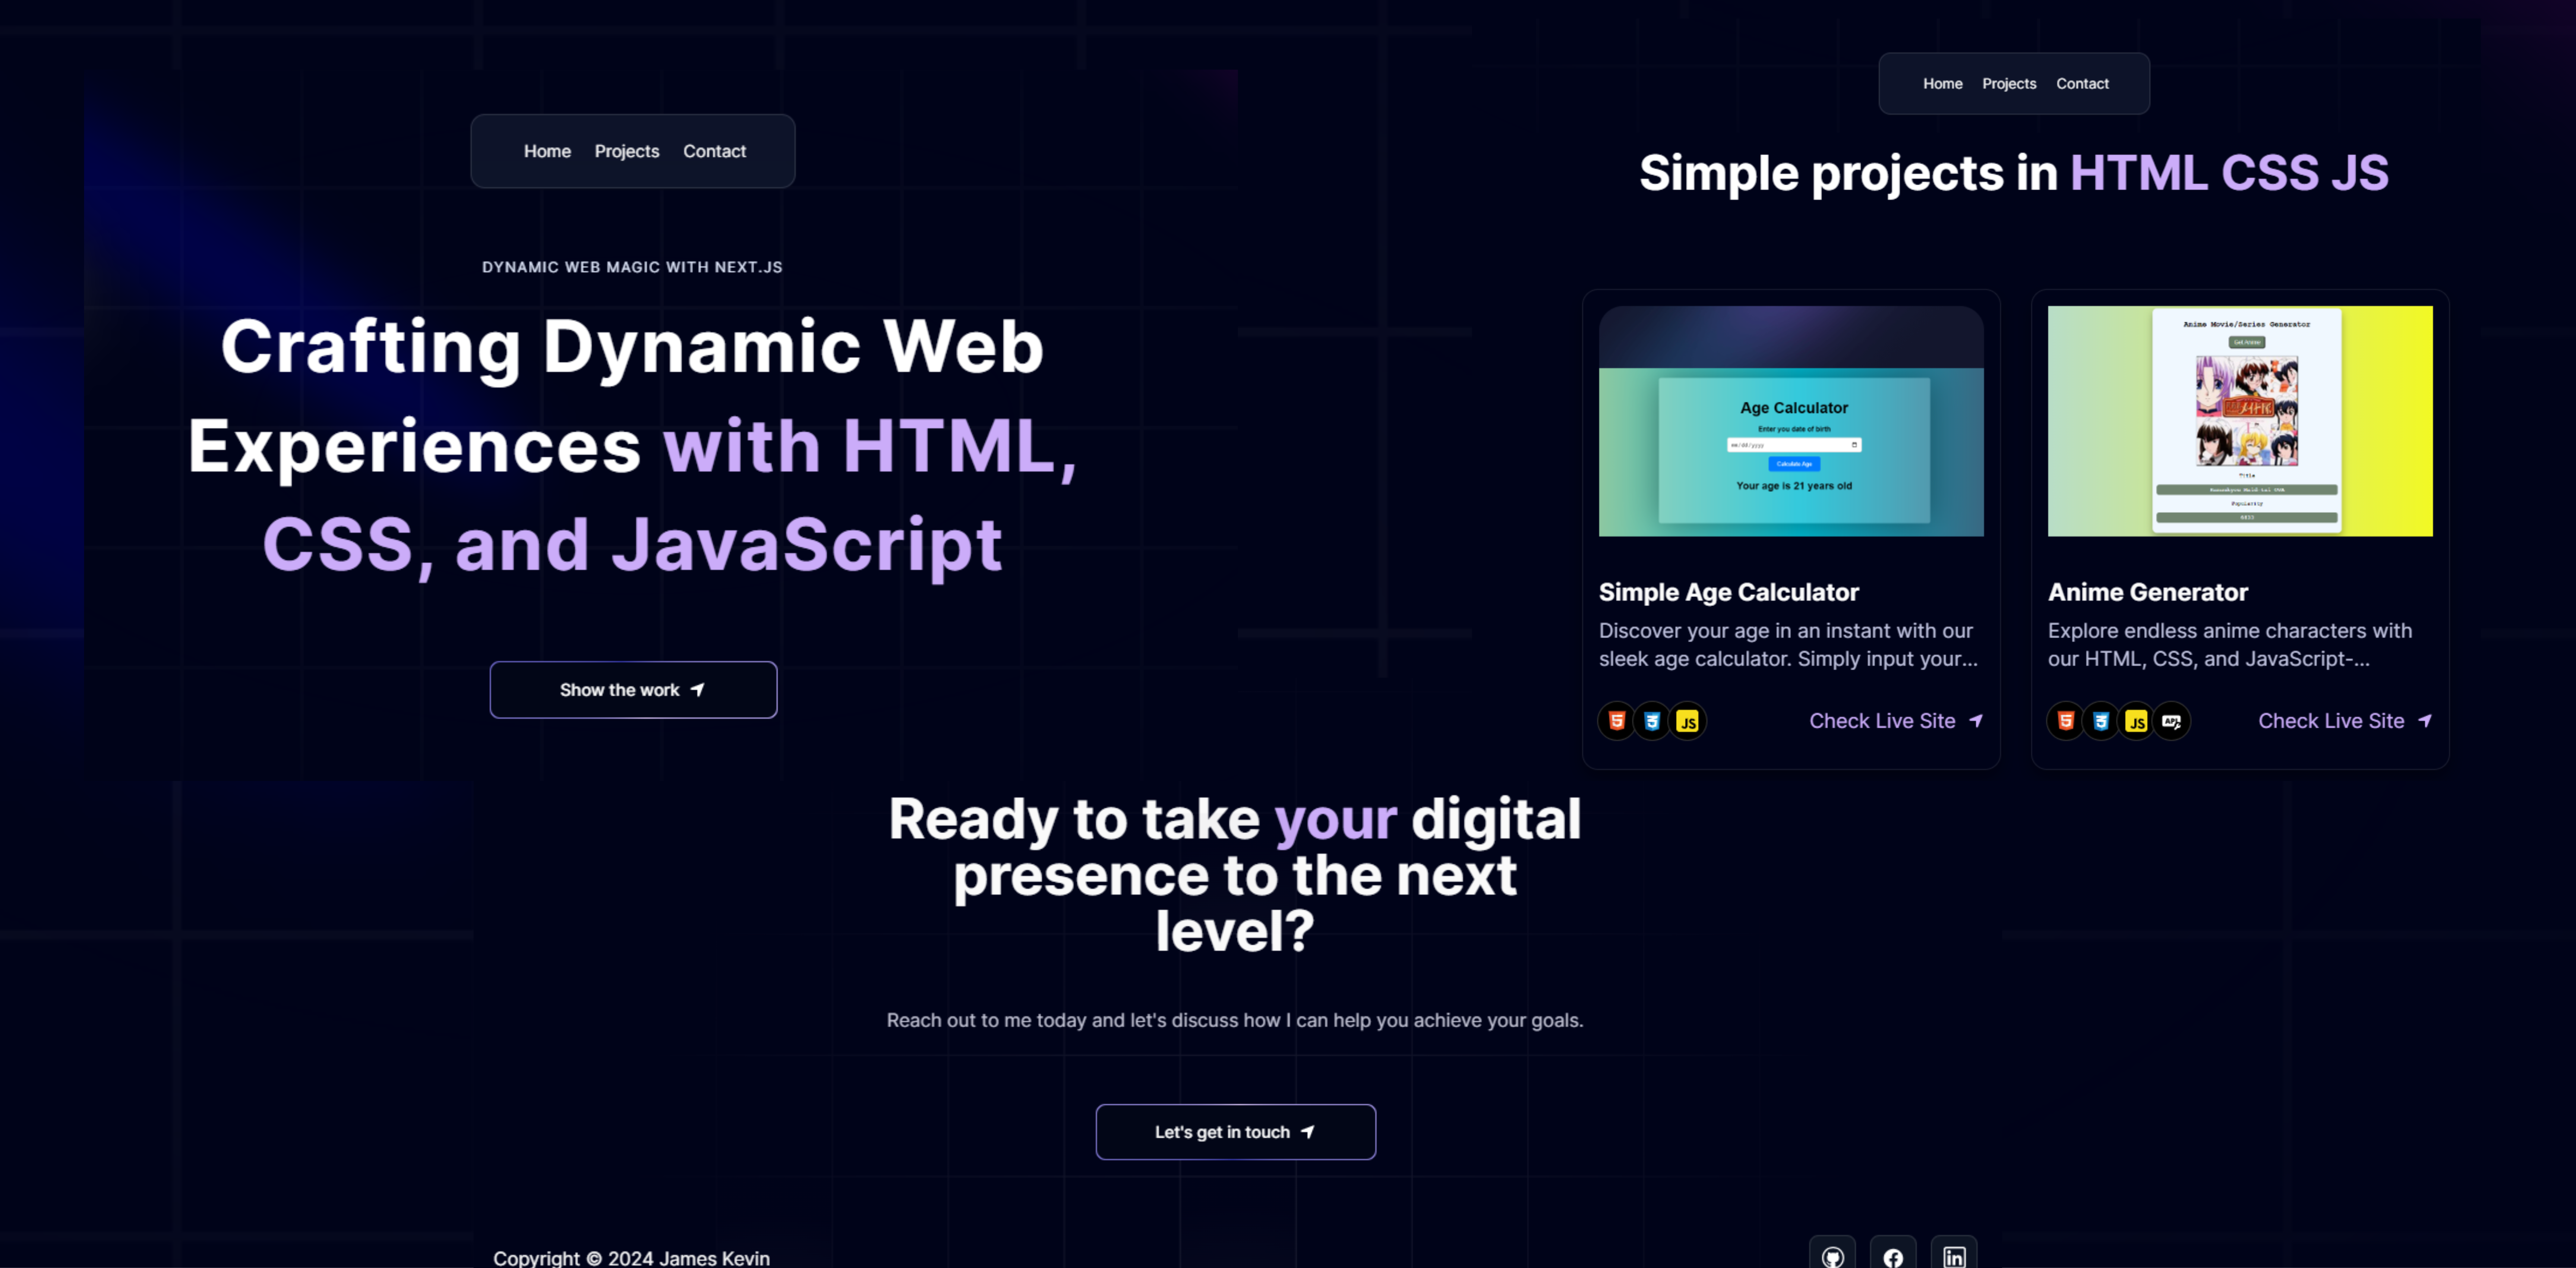 Home Projects Contact
DYNAMIC WEB MAGIC WITH NEXT.JS
Crafting Dynamic Web
Experiences with HTML,
CSS, and JavaScript
Show the work
Home Projects Contact
Simple projects in HTML CSS JS
Age Calculator
Enter you date of birth
mm/dd/yyyy
Calculate Age
Your age is 21 years old
Simple Age Calculator
Discover your age in an instant with our
sleek age calculator. Simply input your...
JS
Check Live Site
Anime Movie/Series Generator
Get Anime
Title
Popularity
Anime Generator
Explore endless anime characters with
our HTML, CSS, and JavaScript-...
JS
API
Check Live Site
Ready to take your digital
presence to the next
level?
Reach out to me today and let's discuss how I can help you achieve your goals.
Let's get in touch
Copyright © 2024 James Kevin
in